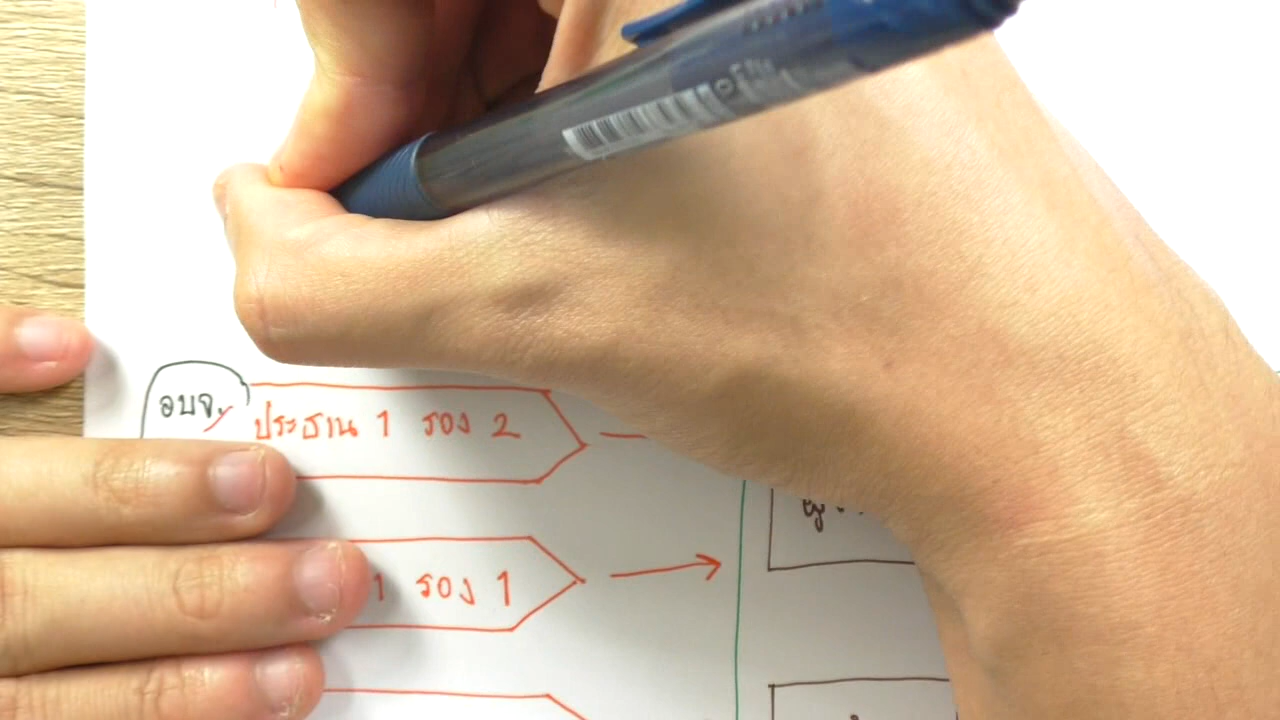 อบจ. ประธาน 1 รอง 2
1 รอง 1